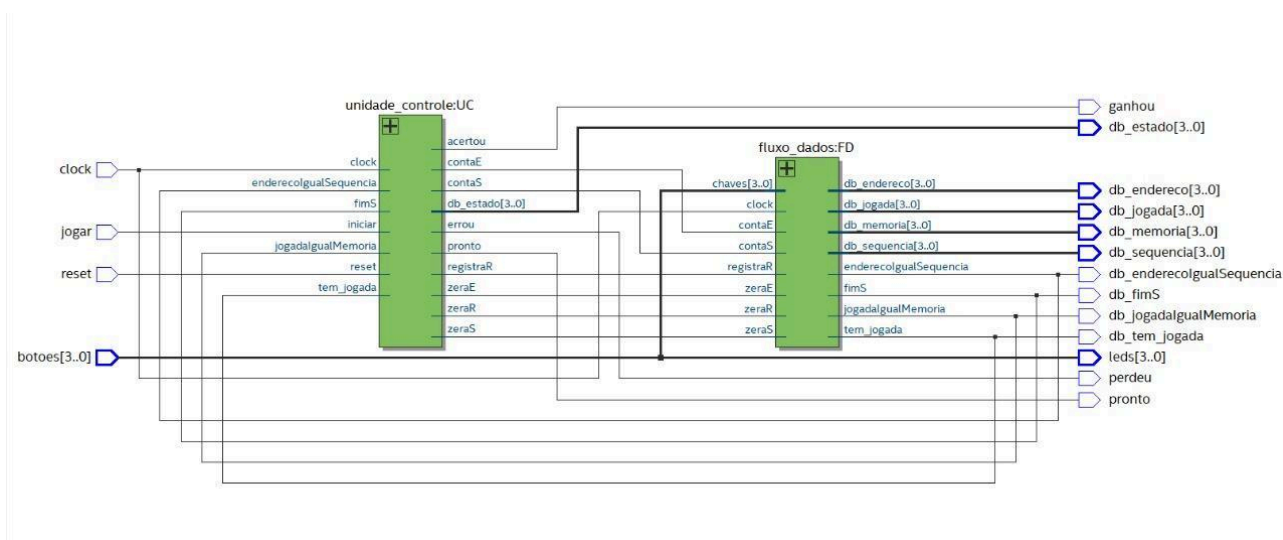 unidade_controle:UC
acertou
clock
contaE
enderecoIgualSequencia
contaS
fimS
db_estado[3..0]
iniciar
errou
jogadaIgualMemoria
pronto
reset
registraR
tem_jogada
zeraE
zeraR
zeraS
clock
jogar
reset
botoes[3..0]
fluxo_dados:FD
chaves[3..0]
db_endereco[3..0]
clock
db_jogada[3..0]
contaE
db_memoria[3..0]
contaS
db_sequencia[3..0]
registraR
enderecoIgualSequencia
zeraE
fimS
zeraR
jogadaIgualMemoria
zeraS
tem_jogada
ganhou
db_estado[3..0]
db_endereco[3..0]
db_jogada[3..0]
db_memoria[3..0]
db_sequencia[3..0]
db_enderecoIgualSequencia
db_fimS
db_jogadaIgualMemoria
db_tem_jogada
leds[3..0]
perdeu
pronto